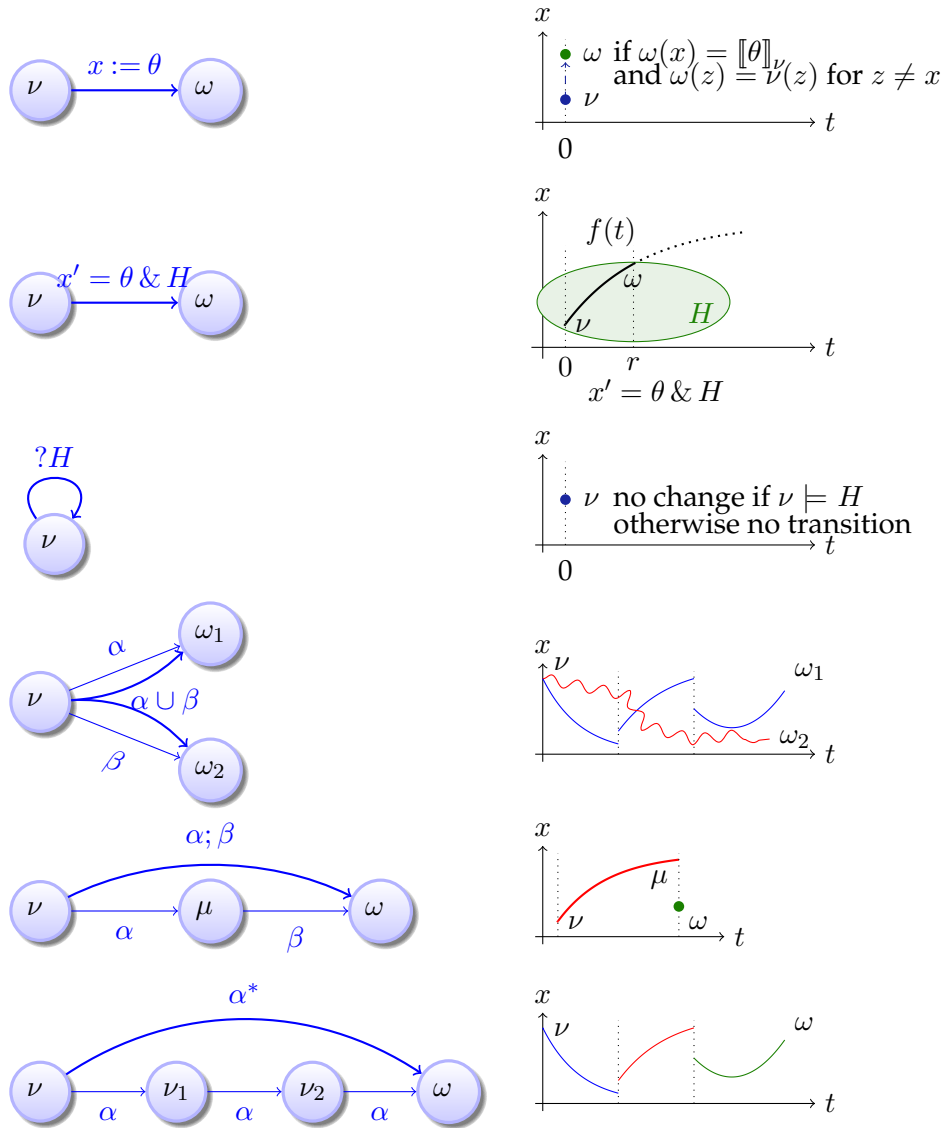 x := θ
ν ω
x
ω if ω(x) = ⟦θ⟧ν
and ω(z) = ν(z) for z ≠ x
ν
t
0
x′ = θ & H
ν ω
x
f(t)
ω
ν
H
t
0 r
x′ = θ & H
?H
ν
x
ν no change if ν ⊨ H
otherwise no transition
t
0
ω₁
α
ν
α ∪ β
β
ω₂
x
ν
ω₁
ω₂
t
α; β
ν μ ω
α β
x
μ
ν ω
t
α*
ν ν₁ ν₂ ω
α α α
x
ν ω
t